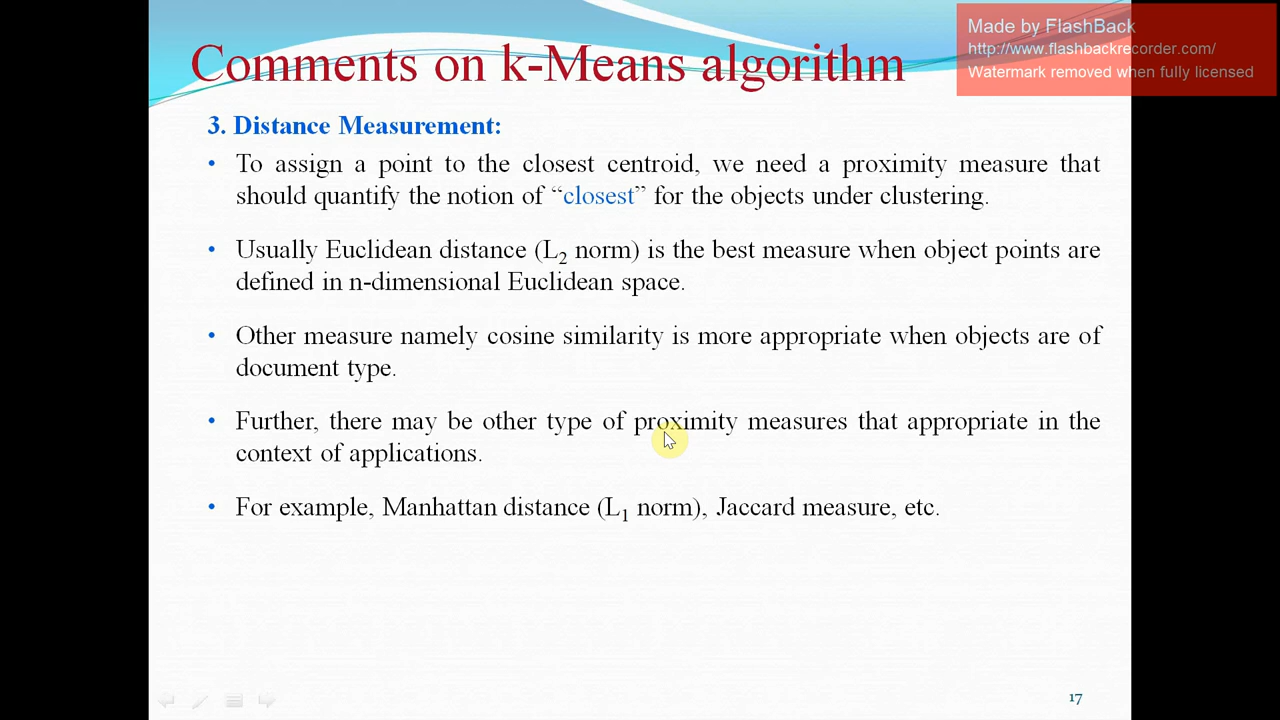 Made by FlashBack
http://www.flashbackrecorder.com/
Watermark removed when fully licensed
Comments on k-Means algorithm
3. Distance Measurement:
• To assign a point to the closest centroid, we need a proximity measure that
should quantify the notion of “closest” for the objects under clustering.
• Usually Euclidean distance (L2 norm) is the best measure when object points are
defined in n-dimensional Euclidean space.
• Other measure namely cosine similarity is more appropriate when objects are of
document type.
• Further, there may be other type of proximity measures that appropriate in the
context of applications.
• For example, Manhattan distance (L1 norm), Jaccard measure, etc.
17